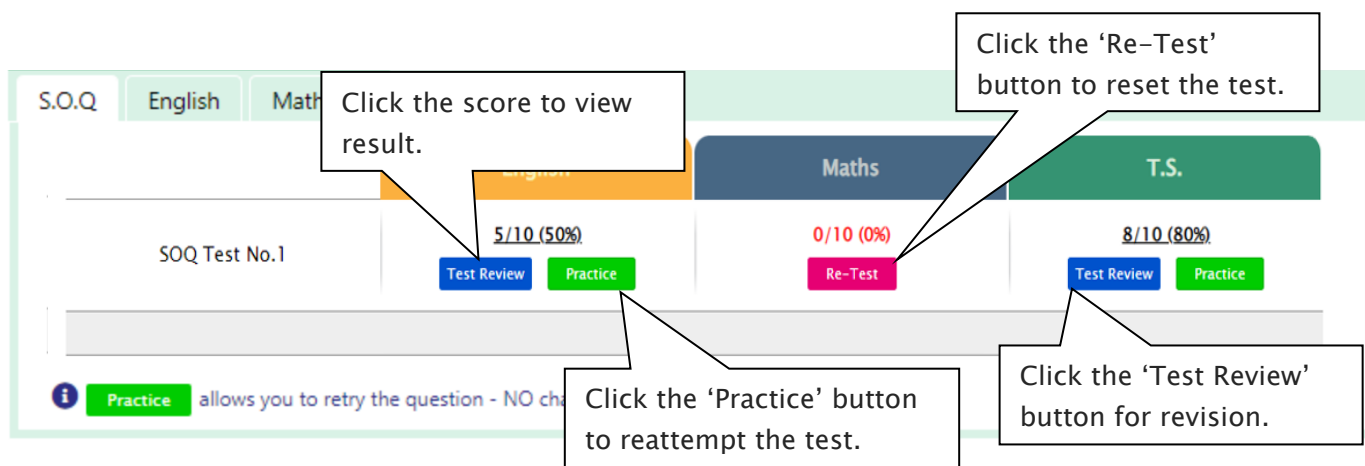 Click the ‘Re-Test’
button to reset the test.
S.O.Q English Math
Click the score to view
result.
Maths T.S.
SOQ Test No.1 5/10 (50%) 0/10 (0%) 8/10 (80%)
Test Review Practice Re-Test Test Review Practice
Practice allows you to retry the question - NO
Click the ‘Practice’ button
to reattempt the test.
Click the ‘Test Review’
button for revision.